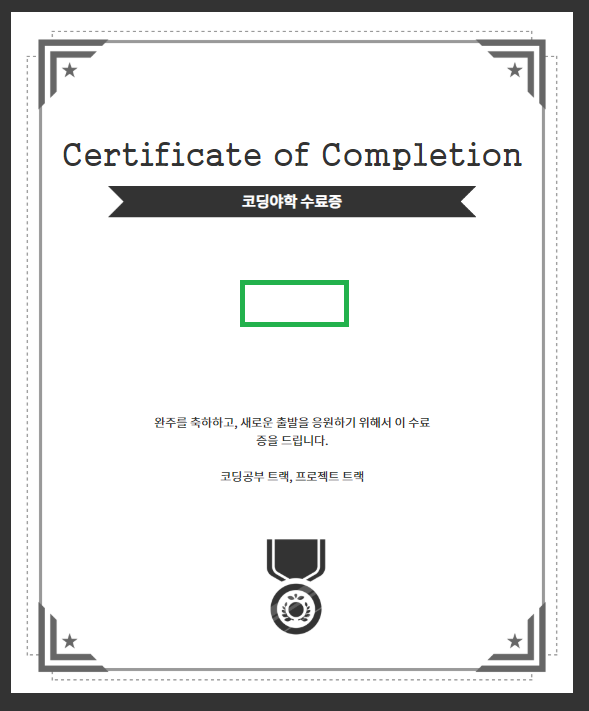 Certificate of Completion
코딩야학 수료증
완주를 축하하고, 새로운 출발을 응원하기 위해서 이 수료
증을 드립니다.
코딩공부 트랙, 프로젝트 트랙